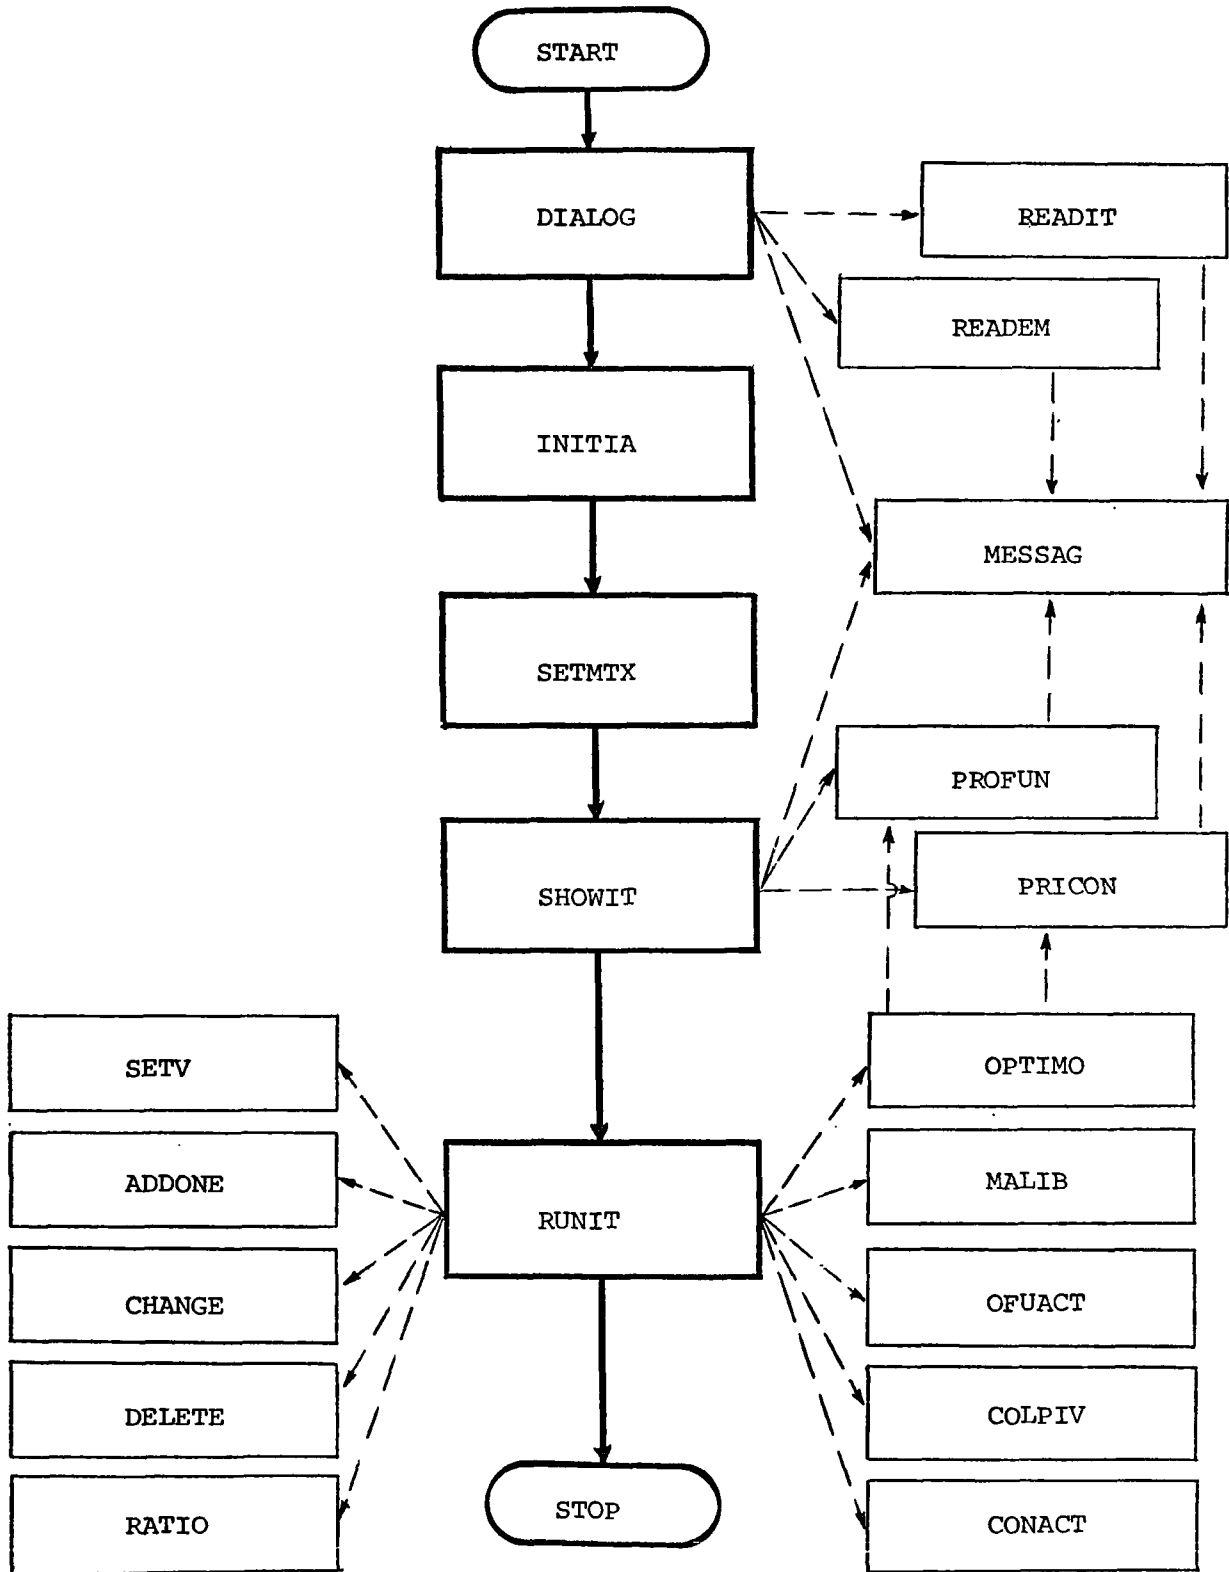 START
DIALOG
READIT
READEM
INITIA
MESSAG
SETMTX
PROFUN
SHOWIT
PRICON
SETV
OPTIMO
ADDONE
MALIB
RUNIT
CHANGE
OFUACT
DELETE
COLPIV
STOP
RATIO
CONACT